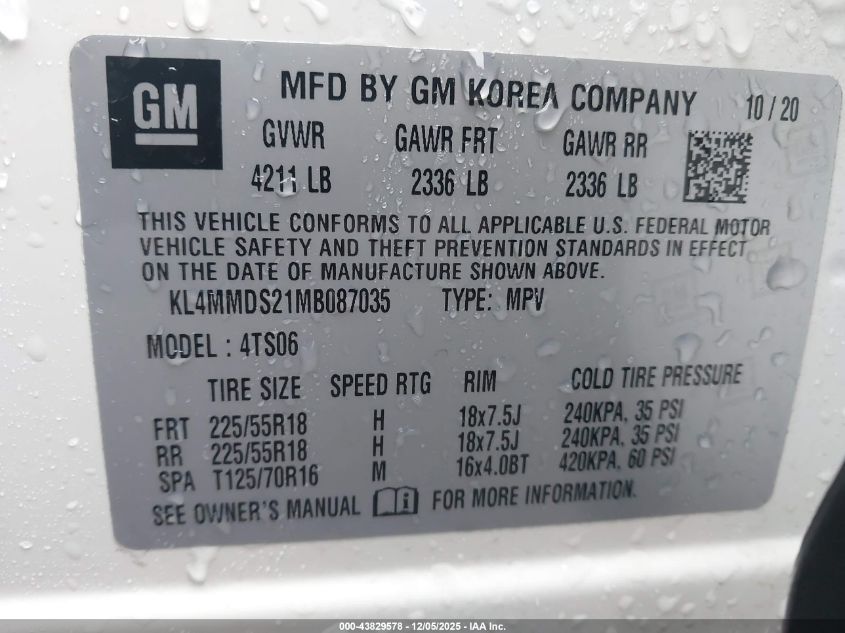 GM
MFD BY GM KOREA COMPANY 10 / 20
GVWR GAWR FRT GAWR RR
4211 LB 2336 LB 2336 LB
THIS VEHICLE CONFORMS TO ALL APPLICABLE U.S. FEDERAL MOTOR
VEHICLE SAFETY AND THEFT PREVENTION STANDARDS IN EFFECT
ON THE DATE OF MANUFACTURE SHOWN ABOVE.
KL4MMDS21MB087035 TYPE: MPV
MODEL : 4TS06
TIRE SIZE SPEED RTG RIM COLD TIRE PRESSURE
FRT 225/55R18 H 18x7.5J 240KPA, 35 PSI
RR 225/55R18 H 18x7.5J 240KPA, 35 PSI
SPA T125/70R16 M 16x4.0BT 420KPA, 60 PSI
SEE OWNER'S MANUAL i FOR MORE INFORMATION.
000-43829578 - 12/05/2025 - IAA Inc.